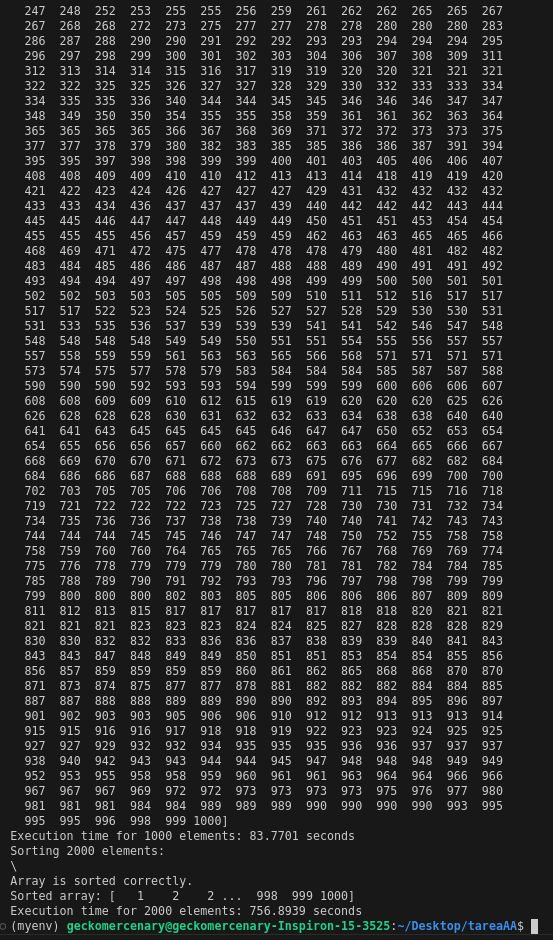 247 248 252 253 255 255 256 259 261 262 262 265 265 267
267 268 268 272 273 275 277 277 278 278 280 280 280 283
286 287 288 290 290 291 292 292 293 293 294 294 294 295
296 297 298 299 300 301 302 303 304 306 307 308 309 311
312 313 314 314 315 316 317 319 319 320 320 321 321 321
322 322 325 325 326 327 327 328 329 330 332 333 333 334
334 335 335 336 340 344 344 345 345 346 346 346 347 347
348 349 350 350 354 355 355 358 359 361 361 362 363 364
365 365 365 365 366 367 368 369 371 372 372 373 373 375
377 377 378 379 380 382 383 385 385 386 386 387 391 394
395 395 397 398 398 399 399 400 401 403 405 406 406 407
408 408 409 409 410 410 412 413 413 414 418 419 419 420
421 422 423 424 426 427 427 427 429 431 432 432 432 432
433 433 434 436 437 437 437 439 440 442 442 442 443 444
445 445 446 447 447 448 449 449 450 451 451 453 454 454
455 455 455 456 457 459 459 459 462 463 463 465 465 466
468 469 471 472 475 477 478 478 478 479 480 481 482 482
483 484 485 486 486 487 487 488 488 489 490 491 491 492
493 494 494 497 497 498 498 498 499 499 500 500 501 501
502 502 503 503 505 505 509 509 510 511 512 516 517 517
517 517 522 523 524 525 526 527 527 528 529 530 530 531
531 533 535 536 537 539 539 539 541 541 542 546 547 548
548 548 548 548 549 549 550 551 551 554 555 556 557 557
557 558 559 559 561 563 563 565 566 568 571 571 571 571
573 574 575 577 578 579 583 584 584 584 585 587 587 588
590 590 590 592 593 593 594 599 599 599 600 606 606 607
608 608 609 609 610 612 615 619 619 620 620 620 625 626
626 628 628 628 630 631 632 632 633 634 638 638 640 640
641 641 643 645 645 645 645 646 647 647 650 652 653 654
654 655 656 656 657 660 662 662 663 663 664 665 666 667
668 669 670 670 671 672 673 673 675 676 677 682 682 684
684 686 686 687 688 688 688 689 691 695 696 699 700 700
702 703 705 705 706 706 708 708 709 711 715 715 716 718
719 721 722 722 722 723 725 727 728 730 730 731 732 734
734 735 736 736 737 738 738 739 740 740 741 742 743 743
744 744 744 745 745 746 747 747 748 750 752 755 758 758
758 759 760 760 764 765 765 765 766 767 768 769 769 774
775 776 778 779 779 779 780 780 781 781 782 784 784 785
785 788 789 790 791 792 793 793 796 797 798 798 799 799
799 800 800 800 802 803 805 805 806 806 806 807 809 809
811 812 813 815 817 817 817 817 817 818 818 820 821 821
821 821 821 823 823 823 824 824 825 827 828 828 828 829
830 830 832 832 833 836 836 837 838 839 839 840 841 843
843 843 847 848 849 849 850 851 851 853 854 854 855 856
856 857 859 859 859 859 860 861 862 865 868 868 870 870
871 873 874 875 877 877 878 881 882 882 882 884 884 885
887 887 888 888 889 889 890 890 892 893 894 895 896 897
901 902 903 903 905 906 906 910 912 912 913 913 913 914
915 915 916 916 917 918 918 919 922 923 923 924 925 925
927 927 929 932 932 934 935 935 935 936 936 937 937 937
938 940 942 943 943 944 944 945 947 948 948 948 949 949
952 953 955 958 958 959 960 961 961 963 964 964 966 966
967 967 967 969 972 972 973 973 973 973 975 976 977 980
981 981 981 984 984 989 989 989 990 990 990 990 993 995
995 995 996 998 999 1000]
Execution time for 1000 elements: 83.7701 seconds
Sorting 2000 elements:
\
Array is sorted correctly.
Sorted array: [ 1 2 2 ... 998 999 1000]
Execution time for 2000 elements: 756.8939 seconds
(myenv) geckomercenary@geckomercenary-Inspiron-15-3525:~/Desktop/tareaAA$